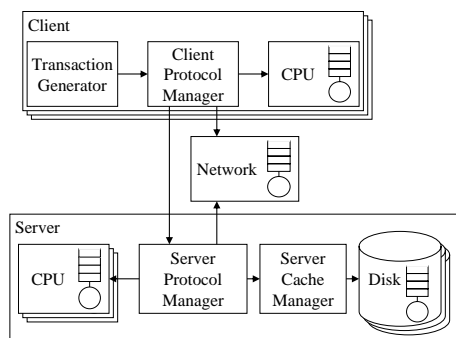 Client
Transaction
Generator
Client
Protocol
Manager
CPU
Network
Server
CPU
Server
Protocol
Manager
Server
Cache
Manager
Disk